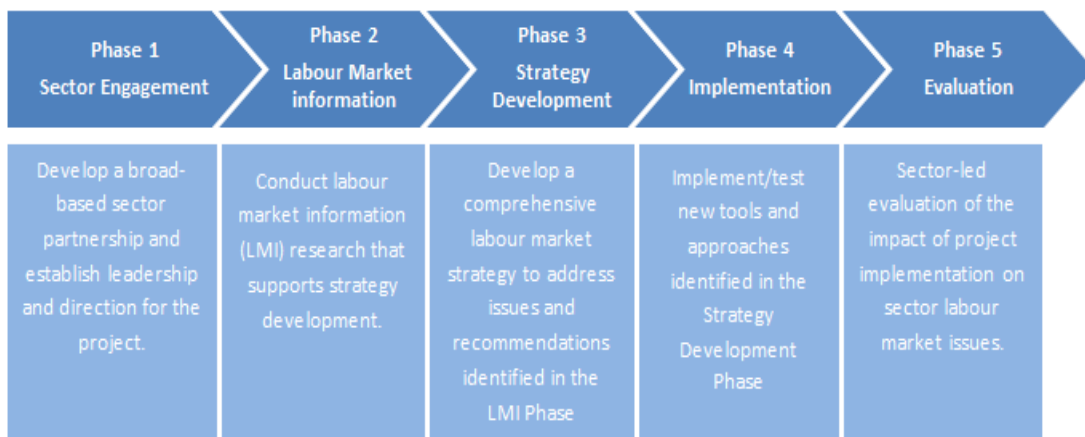 Phase 1
Sector Engagement
Phase 2
Labour Market
information
Phase 3
Strategy
Development
Phase 4
Implementation
Phase 5
Evaluation
Develop a broad-
based sector
partnership and
establish leadership
and direction for the
project.
Conduct labour
market information
(LMI) research that
supports strategy
development.
Develop a
comprehensive
labour market
strategy to address
issues and
recommendations
identified in the
LMI Phase
Implement/test
new tools and
approaches
identified in the
Strategy
Development
Phase
Sector-led
evaluation of the
impact of project
implementation on
sector labour
market issues.